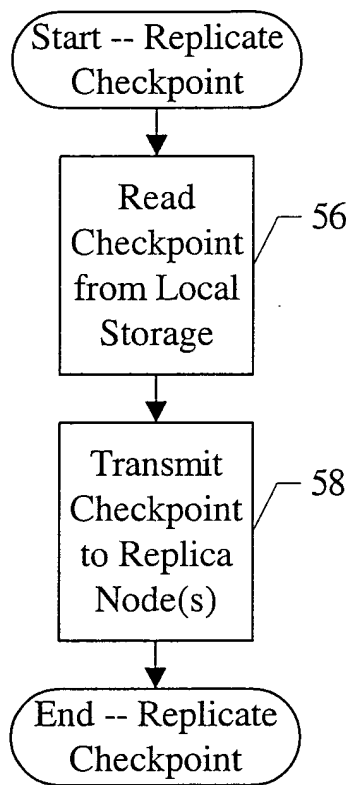 Start -- Replicate
Checkpoint
Read
Checkpoint
from Local
Storage
56
Transmit
Checkpoint
to Replica
Node(s)
58
End -- Replicate
Checkpoint